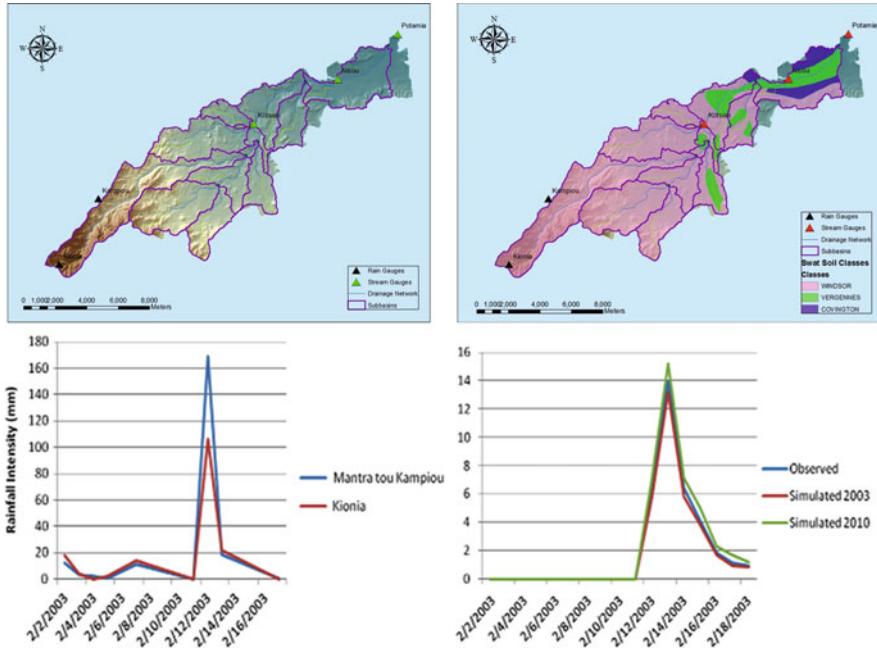 N
W E
S
Potamia
Nisou
Kotsiati
Kampiou
Kionia
▲ Rain Gauges
▲ Stream Gauges
Drainage Network
Subbasins
0 1,000 2,000 4,000 6,000 8,000
Meters
N
W E
S
Potamia
Nisou
Kotsiati
Kampiou
Kionia
▲ Rain Gauges
▲ Stream Gauges
Drainage Network
Subbasins
Swat Soil Classes
Classes
WINDSOR
VERGENNES
COVINGTON
0 1,000 2,000 4,000 6,000 8,000
Meters
Rainfall Intensity (mm)
180
160
140
120
100
80
60
40
20
0
2/2/2003
2/4/2003
2/6/2003
2/8/2003
2/10/2003
2/12/2003
2/14/2003
2/16/2003
Mantra tou Kampiou
Kionia
16
14
12
10
8
6
4
2
0
2/2/2003
2/4/2003
2/6/2003
2/8/2003
2/10/2003
2/12/2003
2/14/2003
2/16/2003
2/18/2003
Observed
Simulated 2003
Simulated 2010